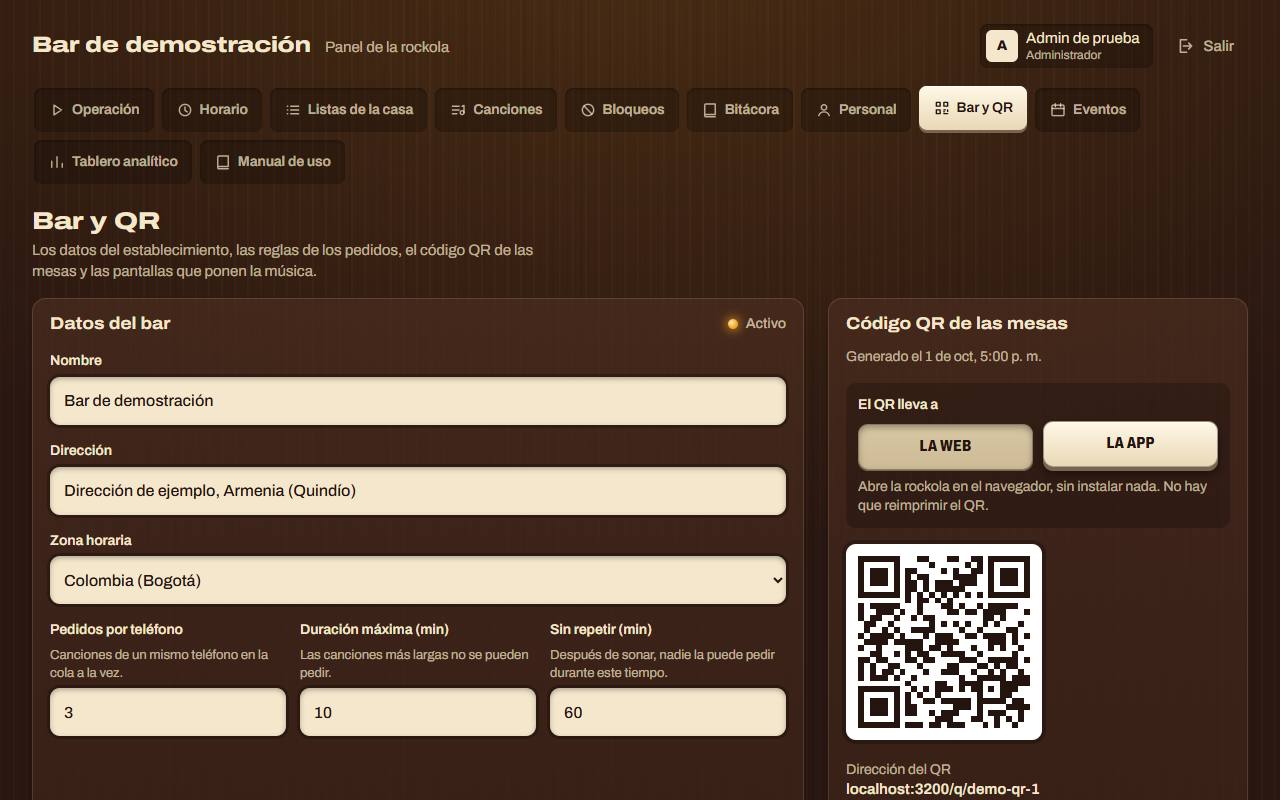 Bar de demostración
Panel de la rockola
A
Admin de prueba
Administrador
Salir
Operación
Horario
Listas de la casa
Canciones
Bloqueos
Bitácora
Personal
Bar y QR
Eventos
Tablero analítico
Manual de uso
Bar y QR
Los datos del establecimiento, las reglas de los pedidos, el código QR de las
mesas y las pantallas que ponen la música.
Datos del bar
Activo
Nombre
Bar de demostración
Dirección
Dirección de ejemplo, Armenia (Quindío)
Zona horaria
Colombia (Bogotá)
Pedidos por teléfono
Canciones de un mismo teléfono en la
cola a la vez.
3
Duración máxima (min)
Las canciones más largas no se pueden
pedir.
10
Sin repetir (min)
Después de sonar, nadie la puede pedir
durante este tiempo.
60
Código QR de las mesas
Generado el 1 de oct, 5:00 p. m.
El QR lleva a
LA WEB
LA APP
Abre la rockola en el navegador, sin instalar nada. No hay
que reimprimir el QR.
Dirección del QR
localhost:3200/q/demo-qr-1